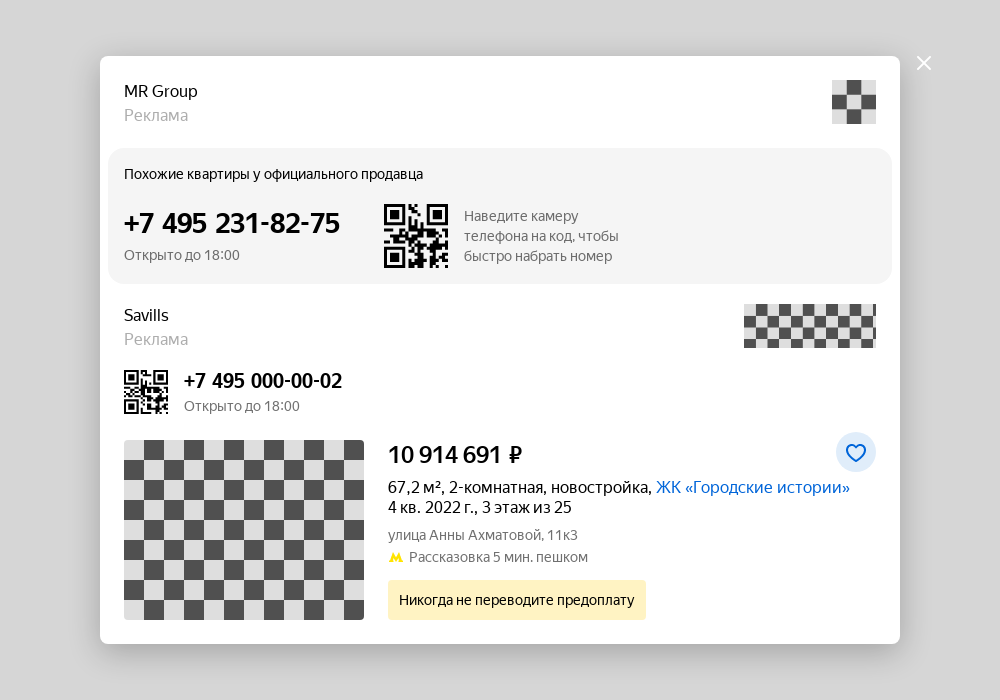 MR Group
Реклама
Похожие квартиры у официального продавца
+7 495 231-82-75
Открыто до 18:00
Наведите камеру
телефона на код, чтобы
быстро набрать номер
Savills
Реклама
+7 495 000-00-02
Открыто до 18:00
10 914 691 ₽
67,2 м², 2-комнатная, новостройка, ЖК «Городские истории»
4 кв. 2022 г., 3 этаж из 25
улица Анны Ахматовой, 11к3
Рассказовка 5 мин. пешком
Никогда не переводите предоплату